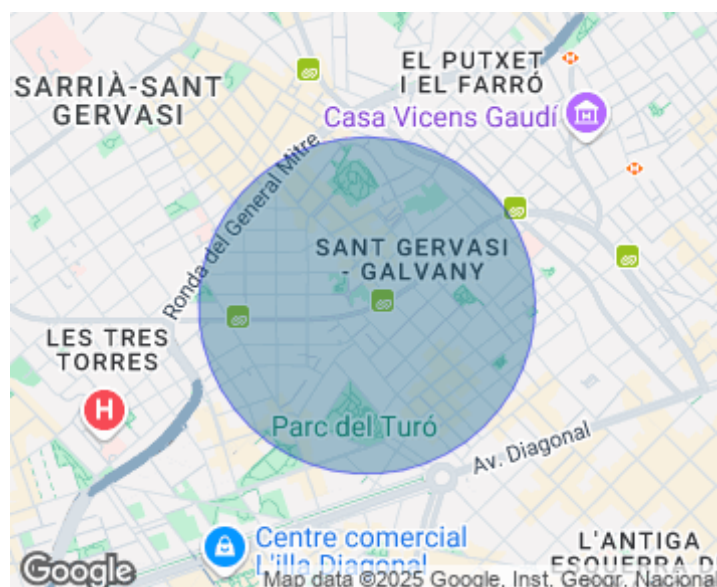 EL PUTXET
I EL FARRÓ
SARRIÀ-SANT
GERVASI
Casa Vicens Gaudí
Ronda del General Mitre
SANT GERVASI
- GALVANY
LES TRES
TORRES
H
Parc del Turó
Av. Diagonal
Centre comercial
L'illa Diagonal
L'ANTIGA
ESQUERRA D
Google
Map data ©2025 Google, Inst. Geogr. Naciona